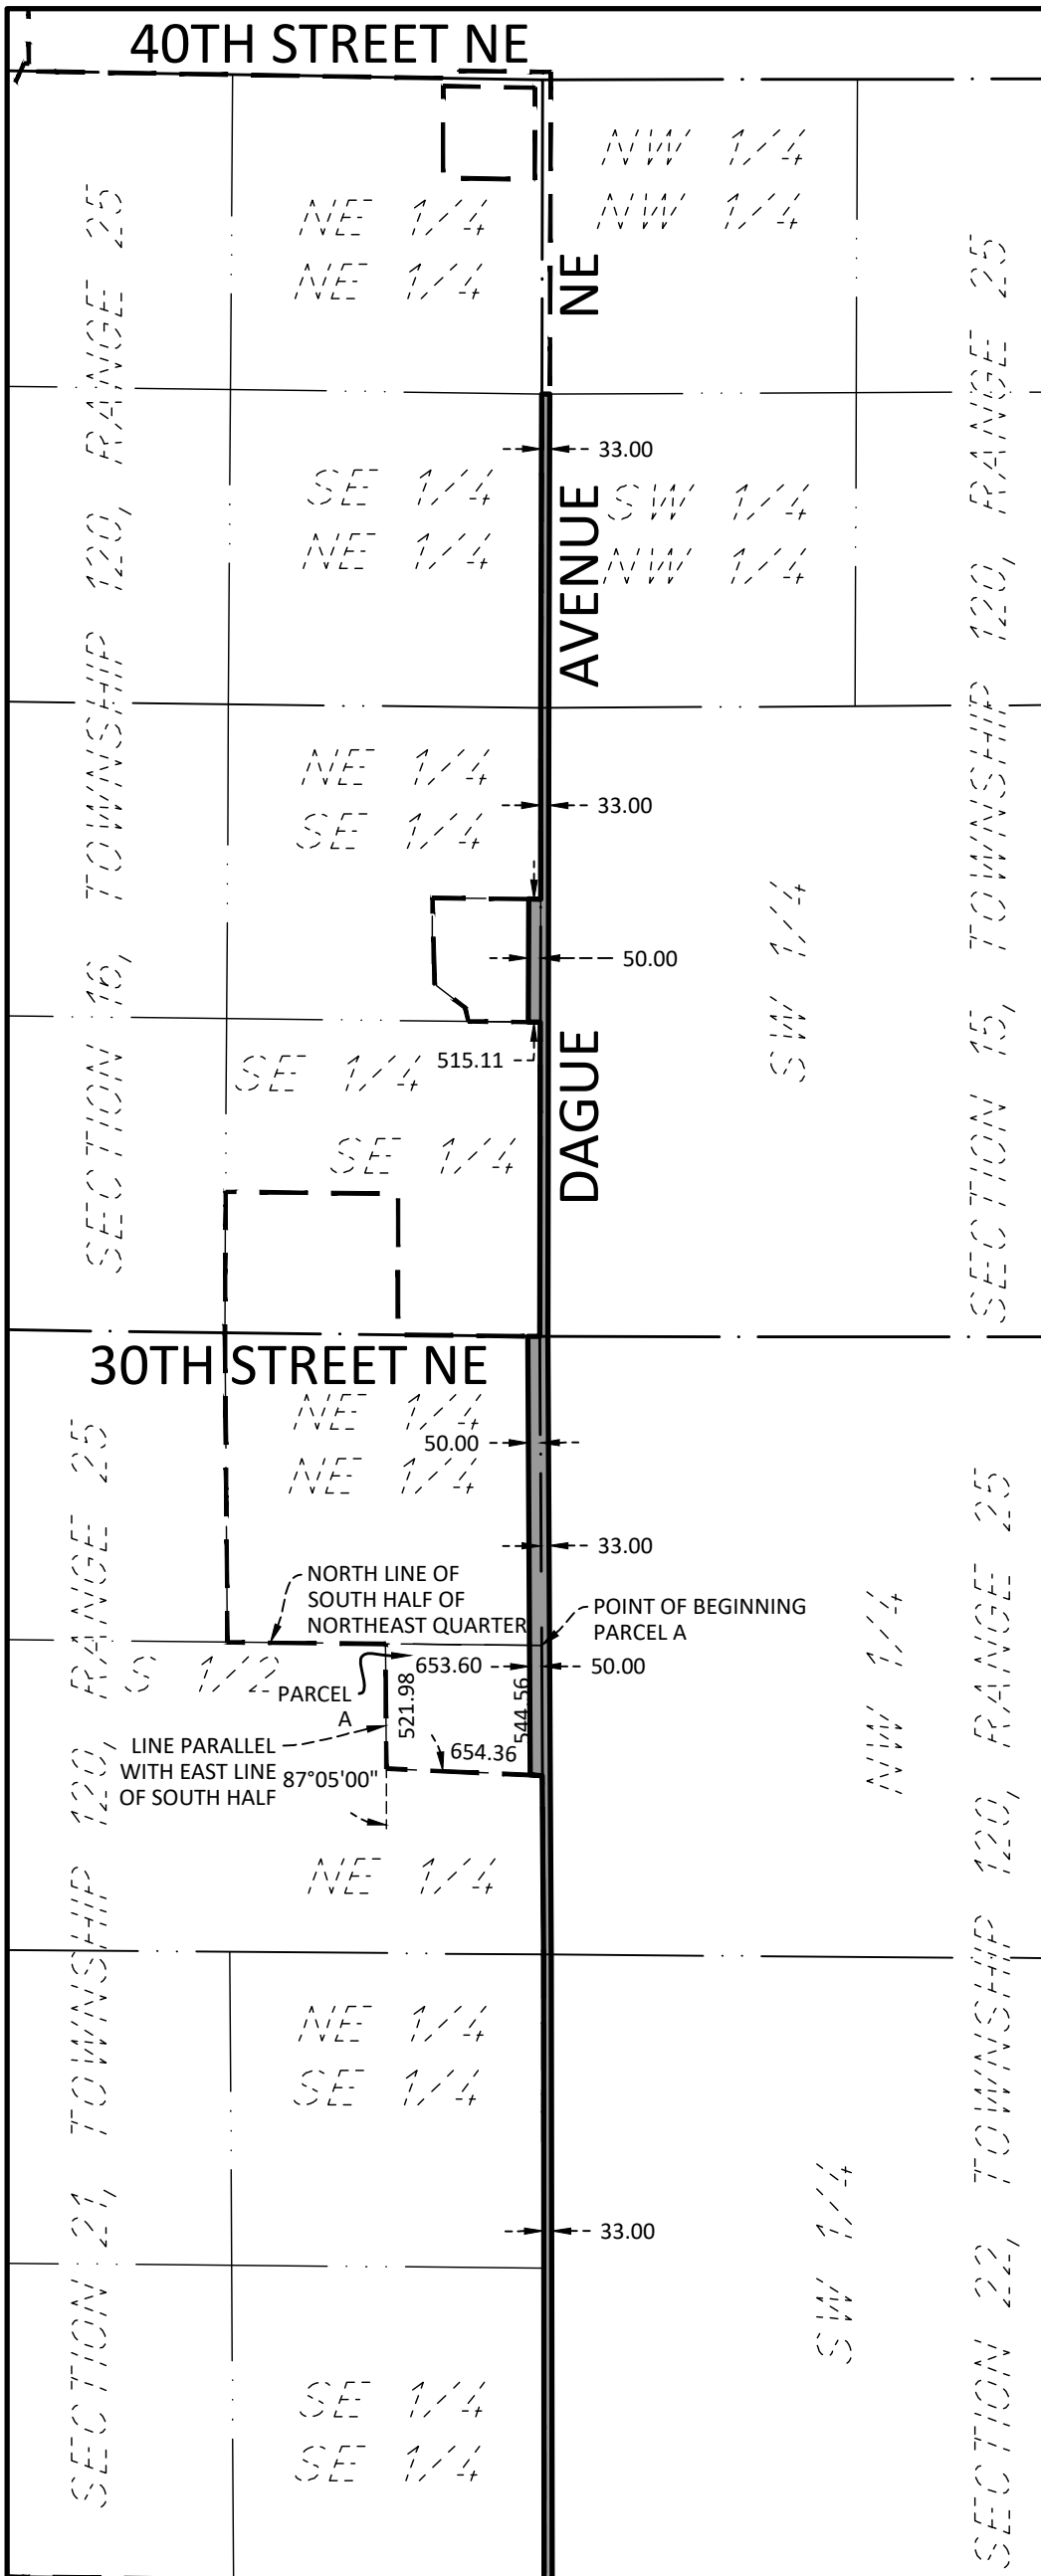 40TH STREET NE
NW 1/4
NW 1/4
NE 1/4
NE 1/4
SECTION 16, TOWNSHIP 120, RANGE 25
SECTION 15, TOWNSHIP 120, RANGE 25
DAGUE AVENUE NE
33.00
SE 1/4
NE 1/4
SW 1/4
NW 1/4
NE 1/4
SE 1/4
33.00
SW 1/4
50.00
515.11
SE 1/4
SE 1/4
30TH STREET NE
NE 1/4
NE 1/4
50.00
33.00
SECTION 21, TOWNSHIP 120, RANGE 25
SECTION 22, TOWNSHIP 120, RANGE 25
NORTH LINE OF
SOUTH HALF OF
NORTHEAST QUARTER
POINT OF BEGINNING
PARCEL A
NW 1/4
S 1/2
653.60
50.00
PARCEL
A
521.98
544.56
LINE PARALLEL
WITH EAST LINE
OF SOUTH HALF
654.36
87°05'00"
NE 1/4
NE 1/4
SE 1/4
33.00
SW 1/4
SE 1/4
SE 1/4